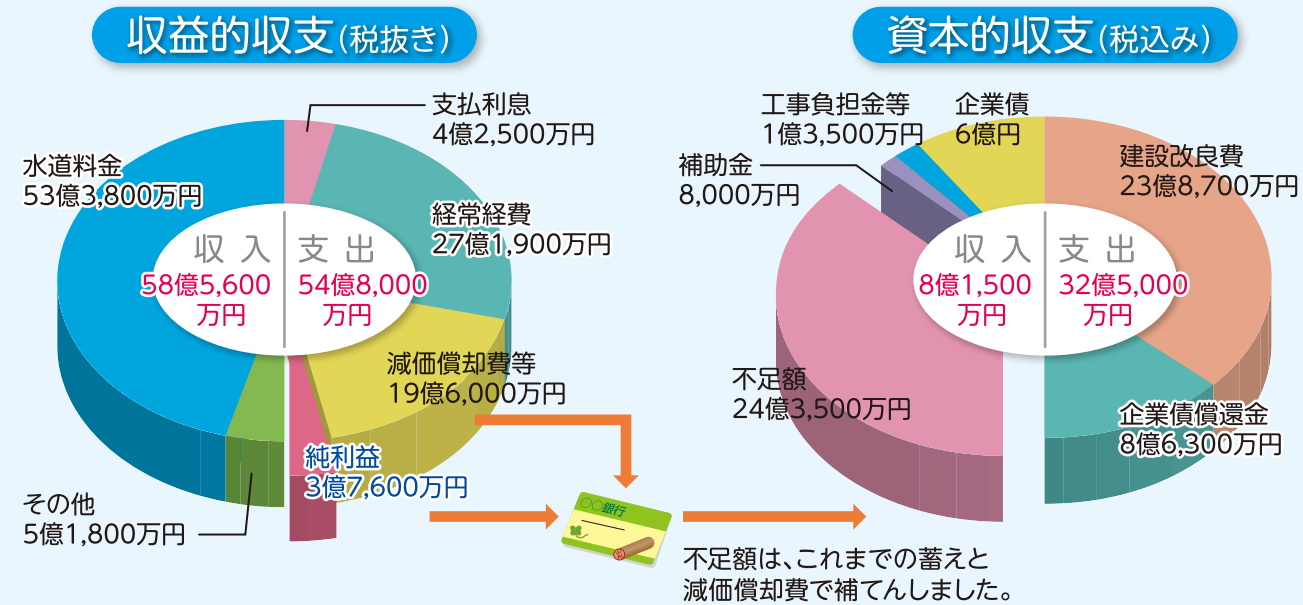 収益的収支(税抜き)
支払利息
4億2,500万円
水道料金
53億3,800万円
経常経費
27億1,900万円
収入
58億5,600
万円
支出
54億8,000
万円
減価償却費等
19億6,000万円
純利益
3億7,600万円
その他
5億1,800万円
資本的収支(税込み)
工事負担金等
1億3,500万円
企業債
6億円
補助金
8,000万円
建設改良費
23億8,700万円
収入
8億1,500
万円
支出
32億5,000
万円
不足額
24億3,500万円
企業債償還金
8億6,300万円
〇〇銀行
不足額は、これまでの蓄えと
減価償却費で補てんしました。